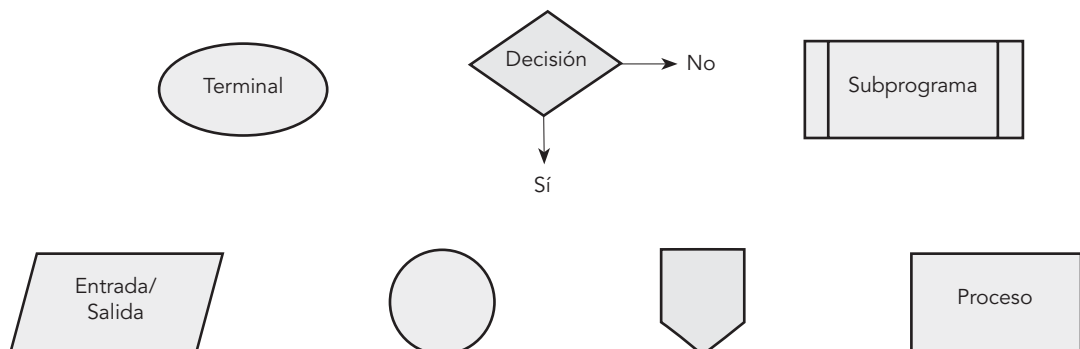 Terminal
Decisión
No
Subprograma
Sí
Entrada/
Salida
Proceso